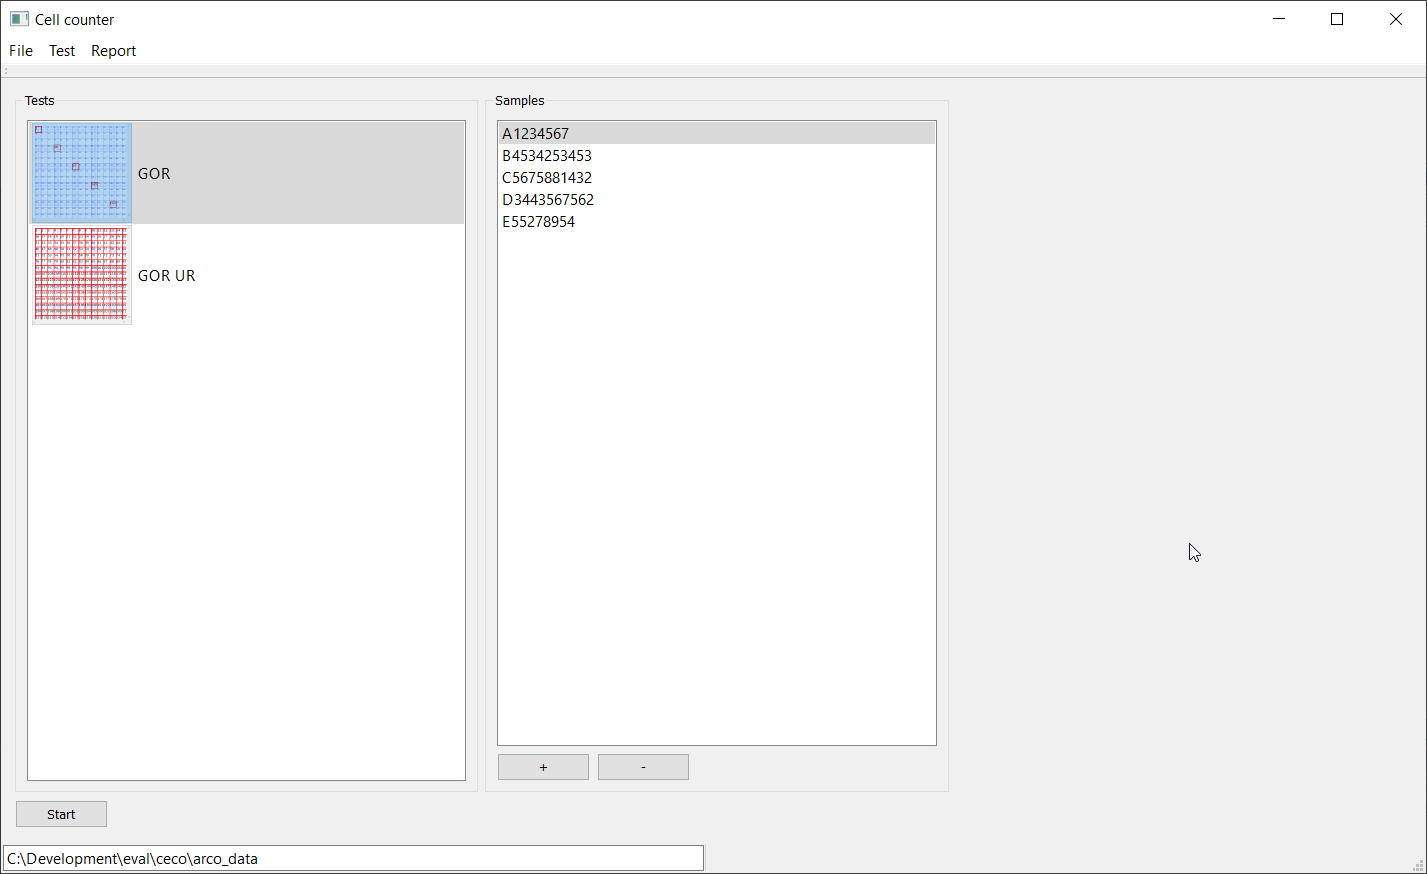 Cell counter
File Test Report
Tests
GOR
GOR UR
Samples
A1234567
B4534253453
C5675881432
D3443567562
E55278954
+ -
Start
C:\Development\eval\ceco\arco_data